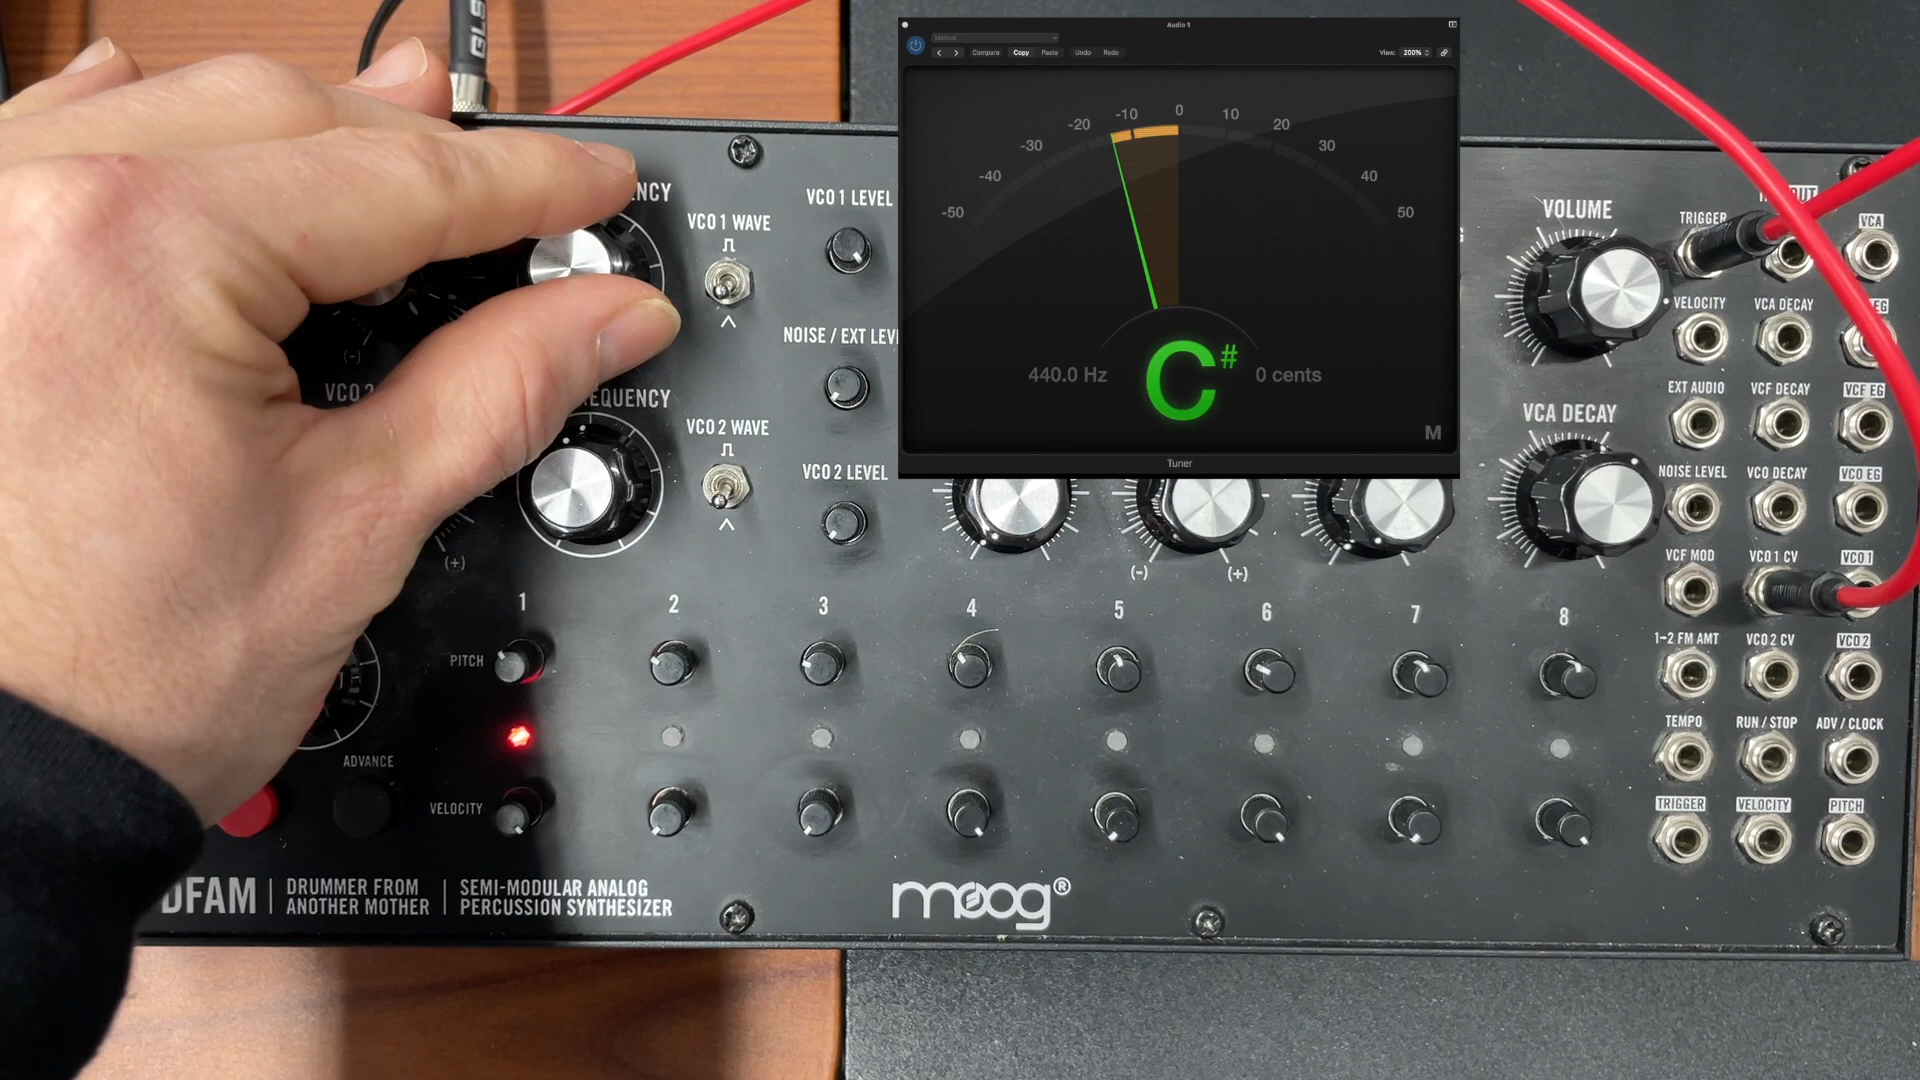 GLS
Audio 1
Manual
Compare Copy Paste Undo Redo
View: 200%
-50 -40 -30 -20 -10 0 10 20 30 40 50
440.0 Hz C# 0 cents
M
Tuner
VCO 1 WAVE
VCO 1 LEVEL
NOISE / EXT
(-)
VCO 2
VCO 2 WAVE
VCO 2 LEVEL
(+)
(-) (+)
VOLUME
VCA DECAY
TRIGGER
VCA
VELOCITY VCA DECAY
EXT AUDIO VCF DECAY VCF EG
NOISE LEVEL VCO DECAY VCO EG
VCF MOD VCO 1 CV VCO 1
1-2 FM AMT VCO 2 CV VCO 2
TEMPO RUN / STOP ADV / CLOCK
TRIGGER VELOCITY PITCH
1 2 3 4 5 6 7 8
PITCH
ADVANCE
VELOCITY
DFAM
DRUMMER FROM
ANOTHER MOTHER
SEMI-MODULAR ANALOG
PERCUSSION SYNTHESIZER
moog®